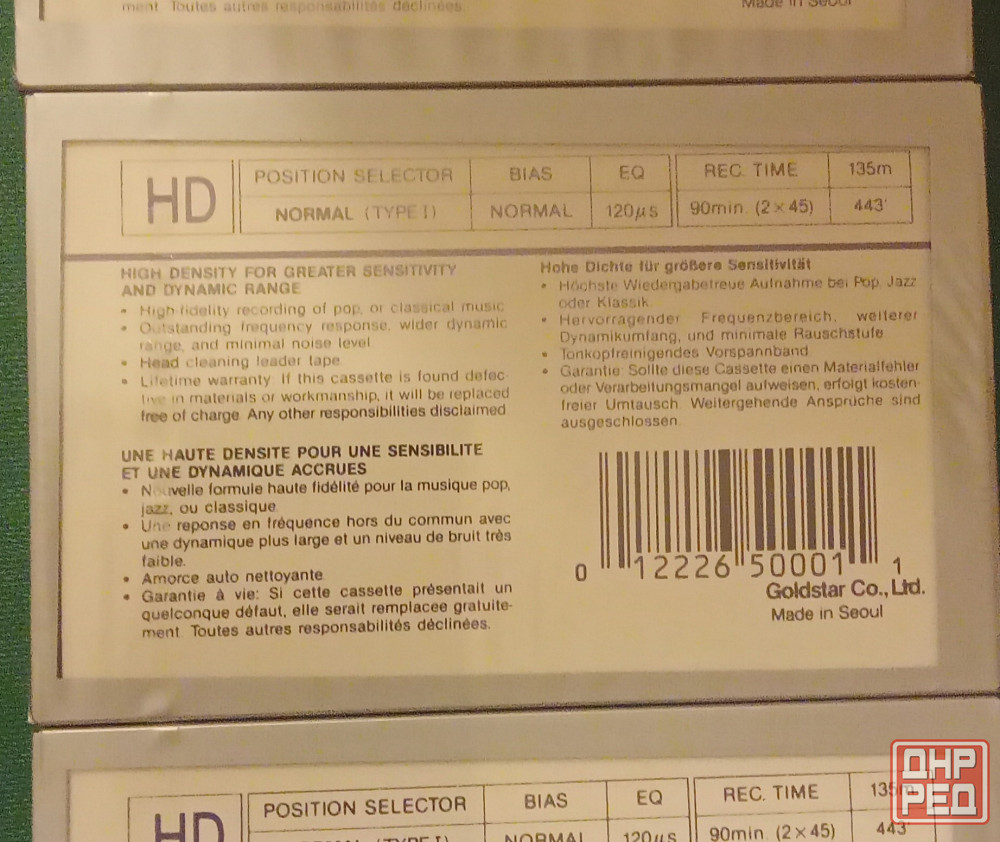 ment. Toutes autres responsabilités déclinées.
Made in Seoul
HD
POSITION SELECTOR
BIAS
EQ
REC. TIME
135m
NORMAL (TYPE I)
NORMAL
120µs
90min. (2×45)
443'
HIGH DENSITY FOR GREATER SENSITIVITY
AND DYNAMIC RANGE
• High-fidelity recording of pop, or classical music
• Outstanding frequency response, wider dynamic
range, and minimal noise level
• Head cleaning leader tape
• Lifetime warranty: If this cassette is found defec-
tive in materials or workmanship, it will be replaced
free of charge. Any other responsibilities disclaimed
UNE HAUTE DENSITE POUR UNE SENSIBILITE
ET UNE DYNAMIQUE ACCRUES
• Nouvelle formule haute fidélité pour la musique pop,
jazz, ou classique.
• Une reponse en fréquence hors du commun avec
une dynamique plus large et un niveau de bruit très
faible.
• Amorce auto nettoyante
• Garantie à vie: Si cette cassette présentait un
quelconque défaut, elle serait remplacee gratuite-
ment. Toutes autres responsabilités déclinées.
Hohe Dichte für größere Sensitivität
• Höchste Wiedergabetreue Aufnahme bei Pop, Jazz
oder Klassik
• Hervorragender Frequenzbereich, weiterer
Dynamikumfang, und minimale Rauschstufe
• Tonkopfreinigendes Vorspannband
• Garantie: Sollte diese Cassette einen Materialfehler
oder Verarbeitungsmangel aufweisen, erfolgt kosten-
freier Umtausch. Weitergehende Ansprüche sind
ausgeschlossen.
0 12226 50001 1
Goldstar Co., Ltd.
Made in Seoul
HD
POSITION SELECTOR
BIAS
EQ
REC. TIME
135m
NORMAL (TYPE I)
NORMAL
120µs
90min. (2×45)
443'
ДНР
РЕД